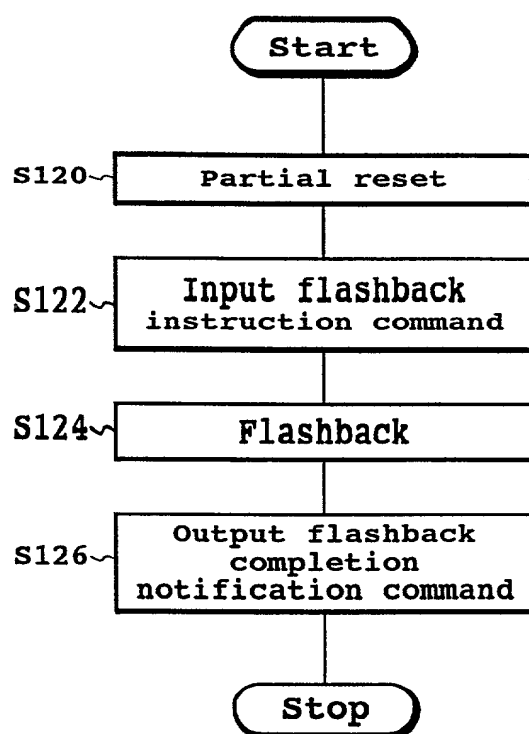 Start
S120
Partial reset
S122
Input flashback
instruction command
S124
Flashback
S126
Output flashback
completion
notification command
Stop